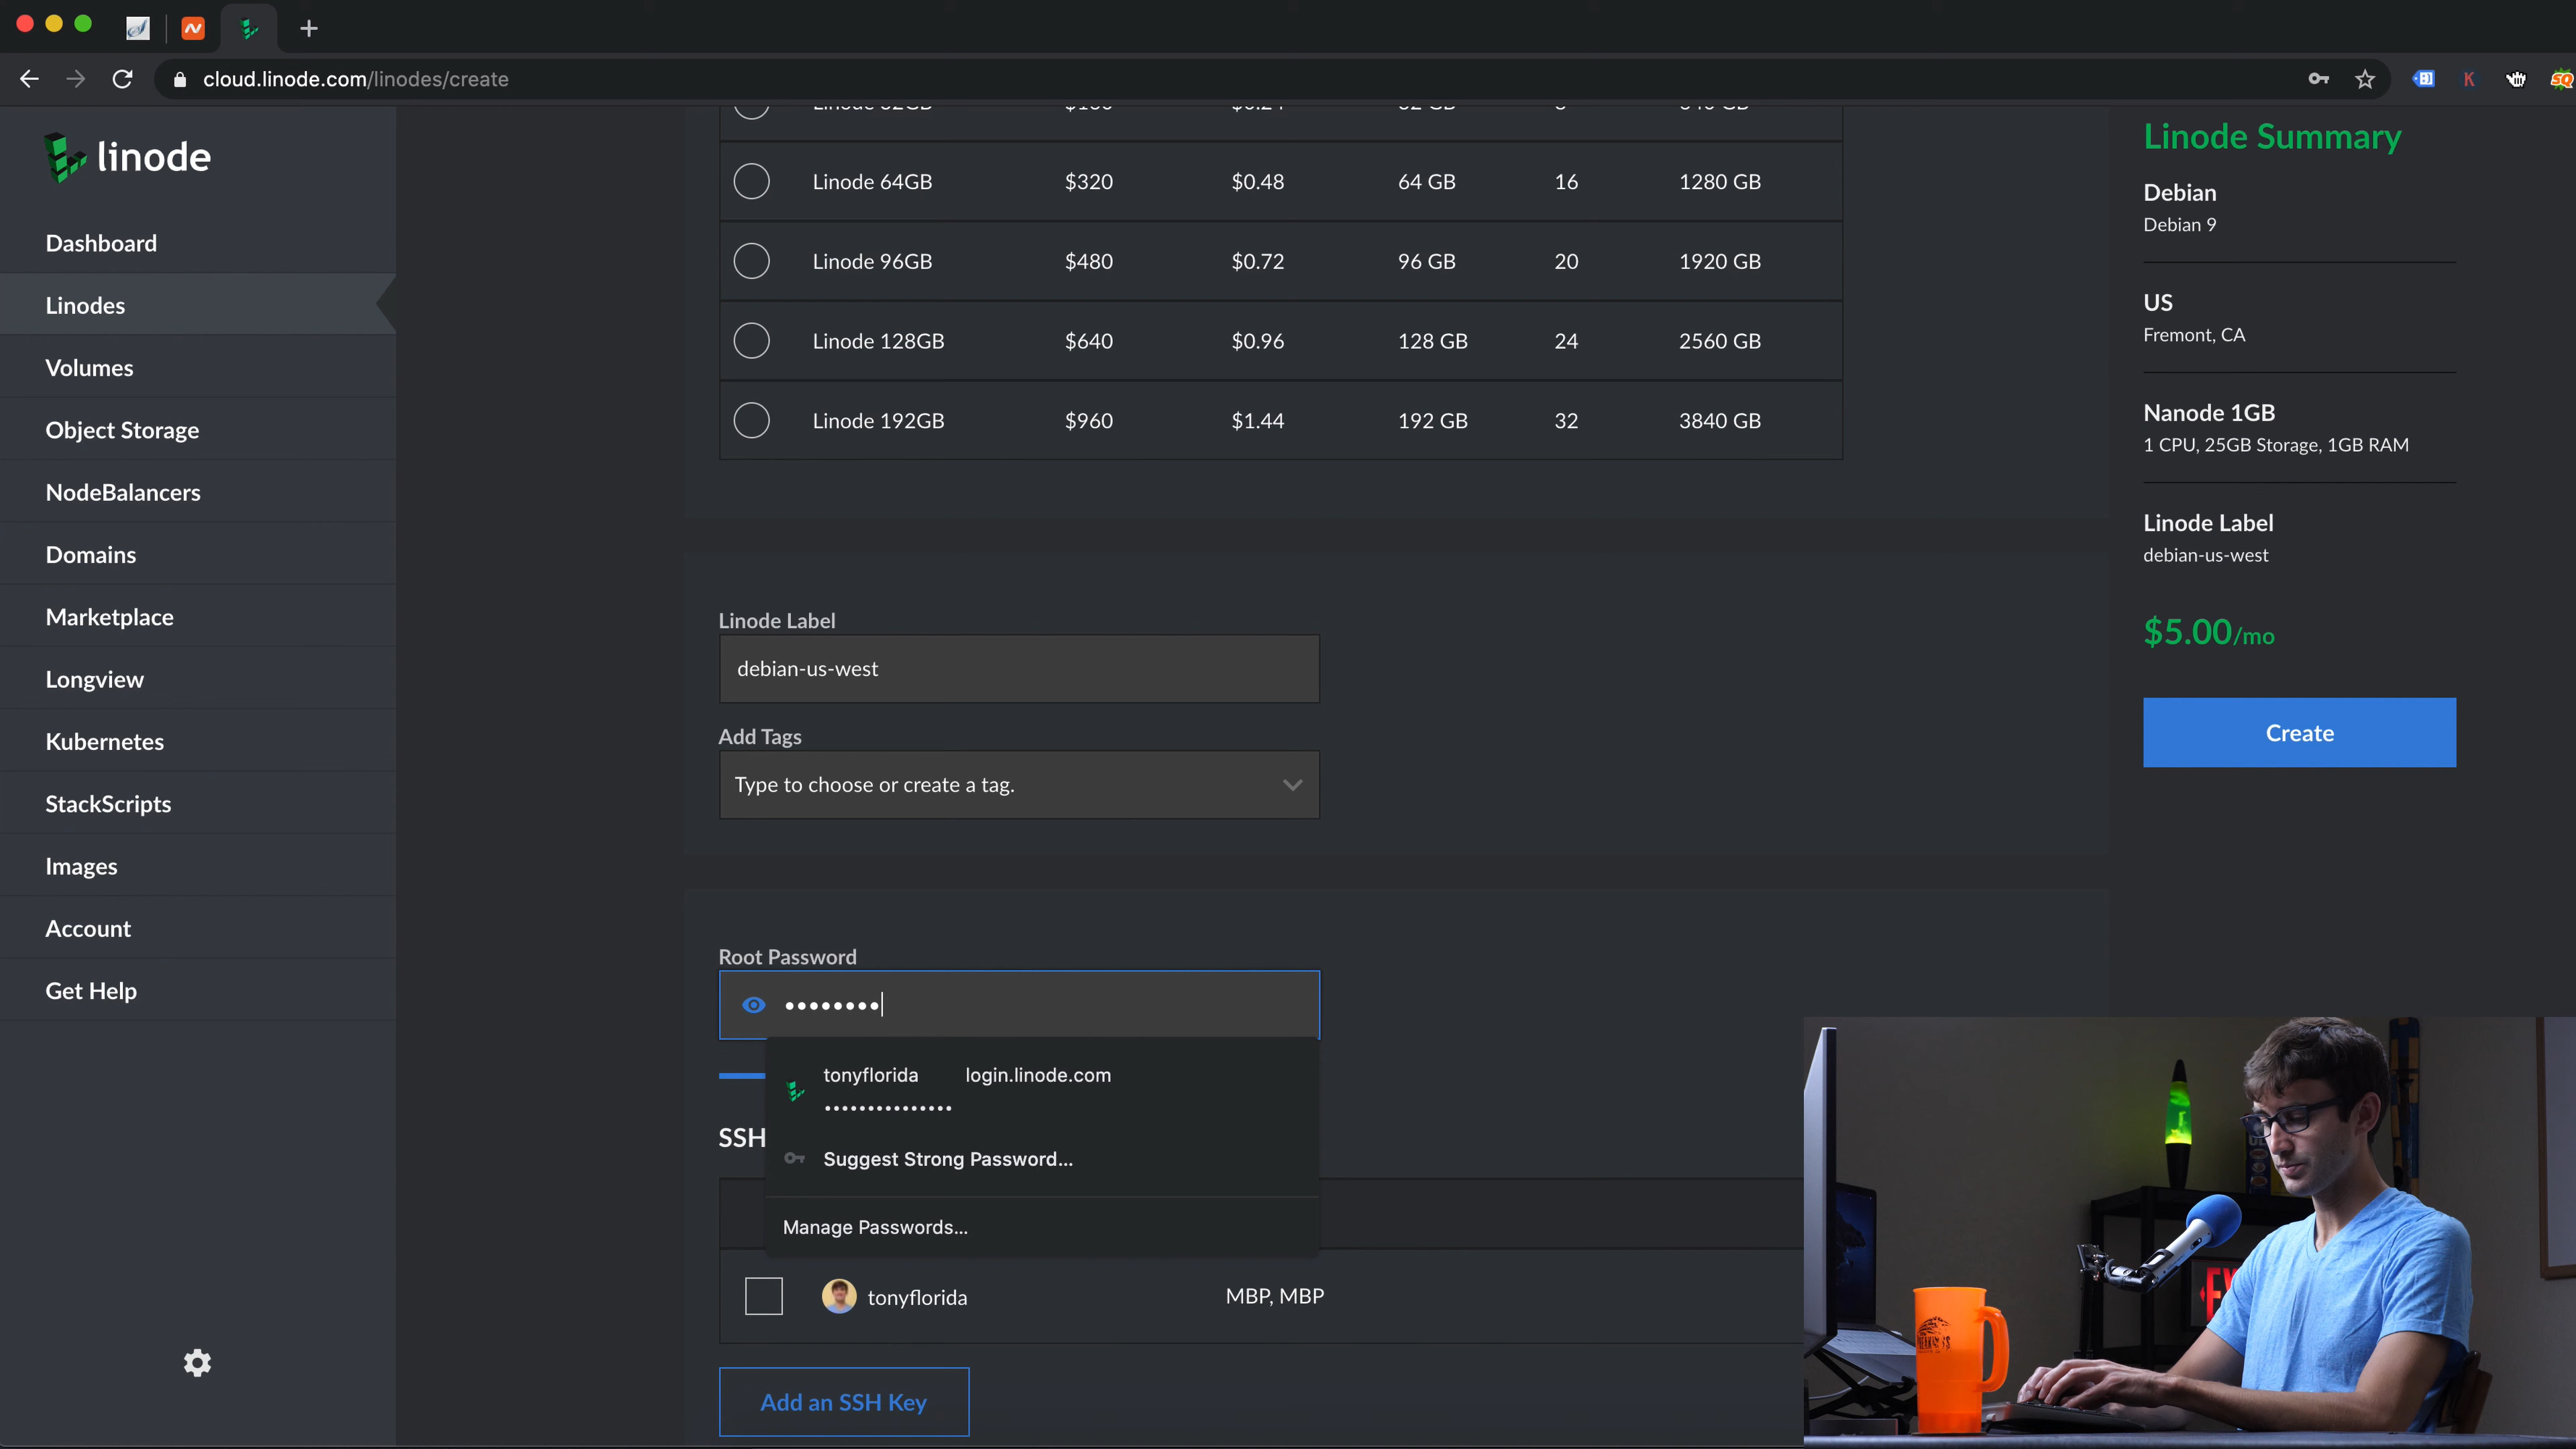 cloud.linode.com/linodes/create
linode
Dashboard
Linodes
Volumes
Object Storage
NodeBalancers
Domains
Marketplace
Longview
Kubernetes
StackScripts
Images
Account
Get Help
Linode 64GB $320 $0.48 64 GB 16 1280 GB
Linode 96GB $480 $0.72 96 GB 20 1920 GB
Linode 128GB $640 $0.96 128 GB 24 2560 GB
Linode 192GB $960 $1.44 192 GB 32 3840 GB
Linode Label
debian-us-west
Add Tags
Type to choose or create a tag.
Root Password
••••••••
tonyflorida login.linode.com
•••••••••••••••
SSH
Suggest Strong Password...
Manage Passwords...
tonyflorida MBP, MBP
Add an SSH Key
Linode Summary
Debian
Debian 9
US
Fremont, CA
Nanode 1GB
1 CPU, 25GB Storage, 1GB RAM
Linode Label
debian-us-west
$5.00/mo
Create